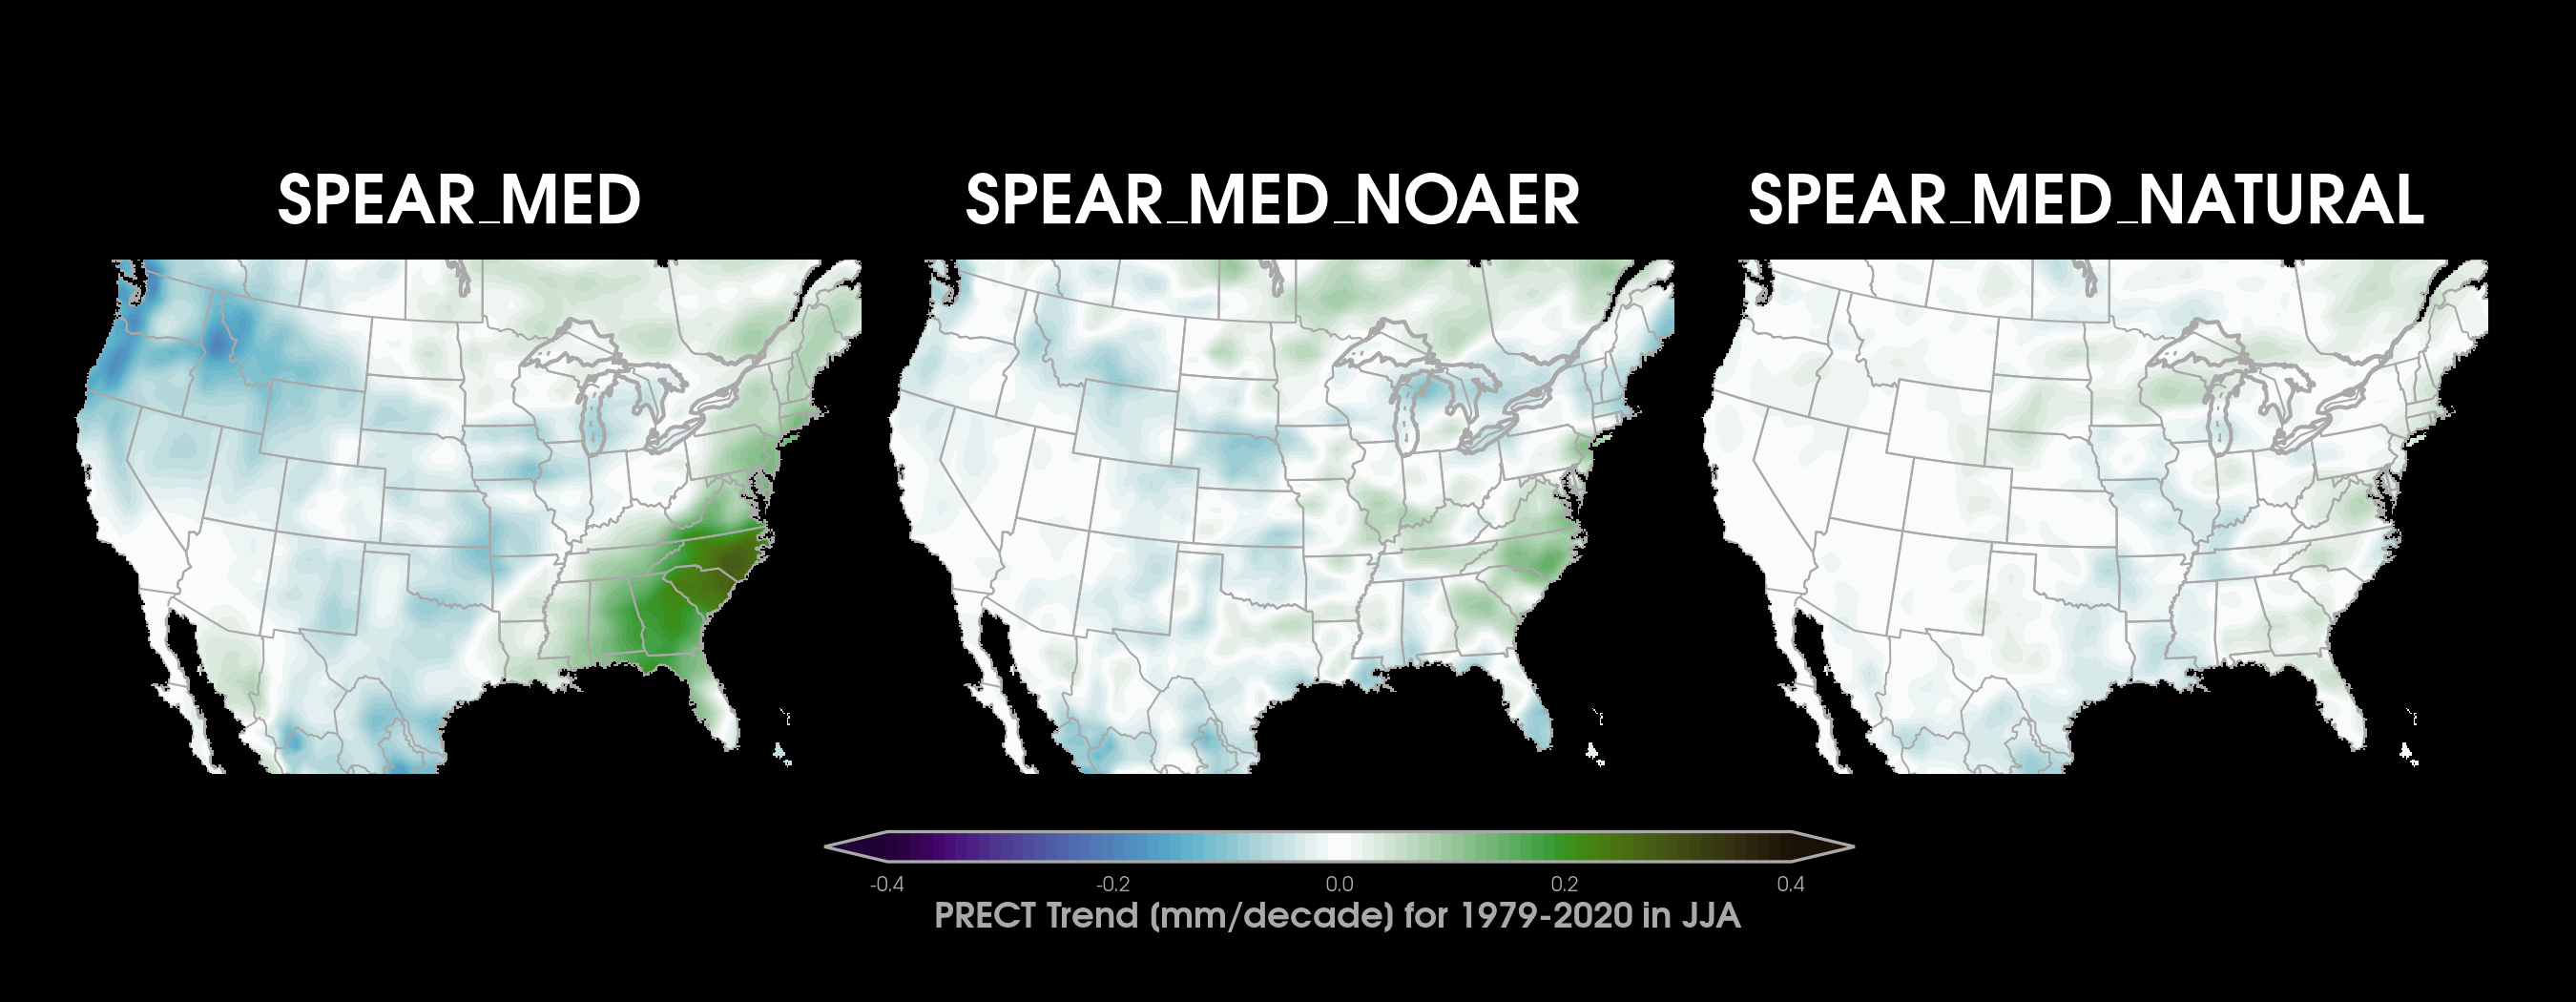 SPEAR_MED SPEAR_MED_NOAER SPEAR_MED_NATURAL
-0.4 -0.2 0.0 0.2 0.4
PRECT Trend (mm/decade) for 1979-2020 in JJA